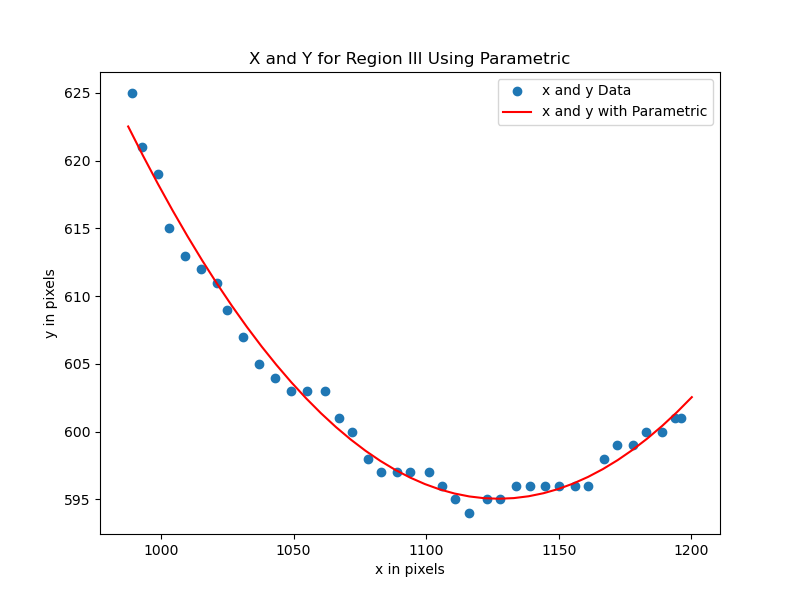 X and Y for Region III Using Parametric
x and y Data
x and y with Parametric
625
620
615
610
605
600
595
y in pixels
1000 1050 1100 1150 1200
x in pixels